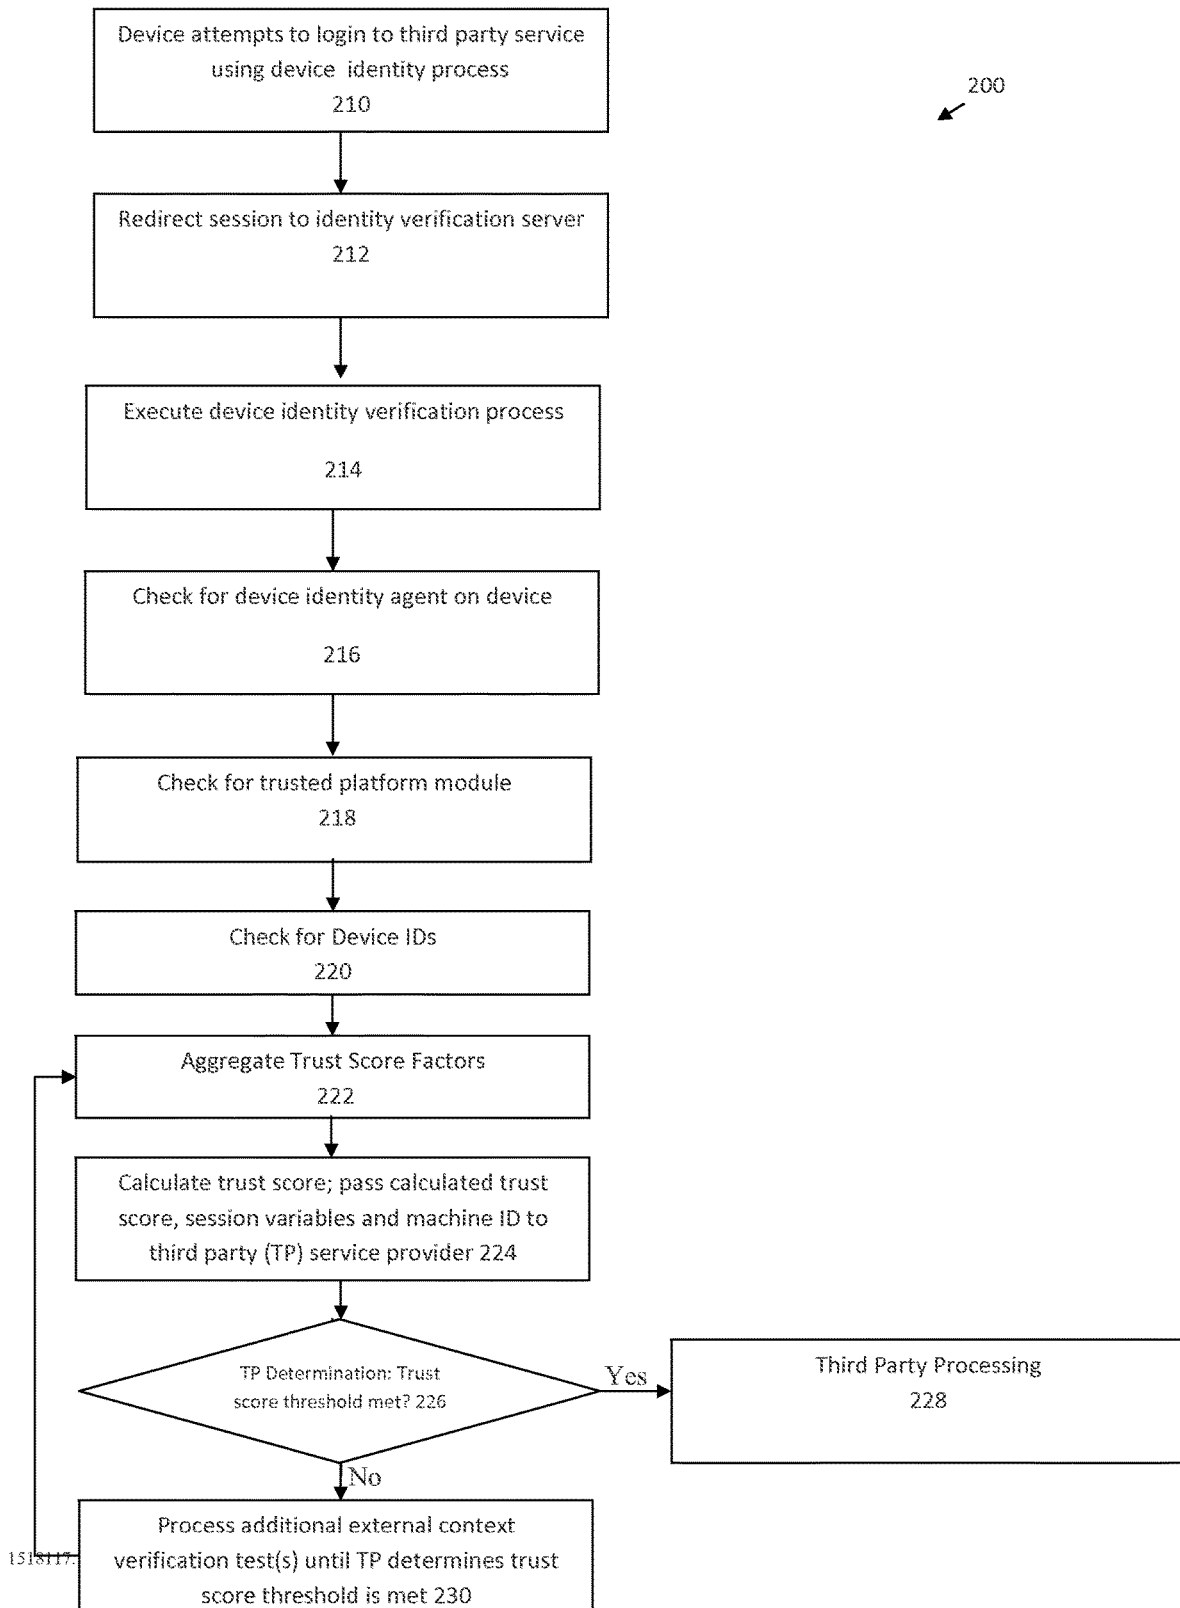 Device attempts to login to third party service
using device identity process
210
200
Redirect session to identity verification server
212
Execute device identity verification process
214
Check for device identity agent on device
216
Check for trusted platform module
218
Check for Device IDs
220
Aggregate Trust Score Factors
222
Calculate trust score; pass calculated trust
score, session variables and machine ID to
third party (TP) service provider 224
TP Determination: Trust
score threshold met? 226
Yes
Third Party Processing
228
No
Process additional external context
verification test(s) until TP determines trust
score threshold is met 230
1518117.